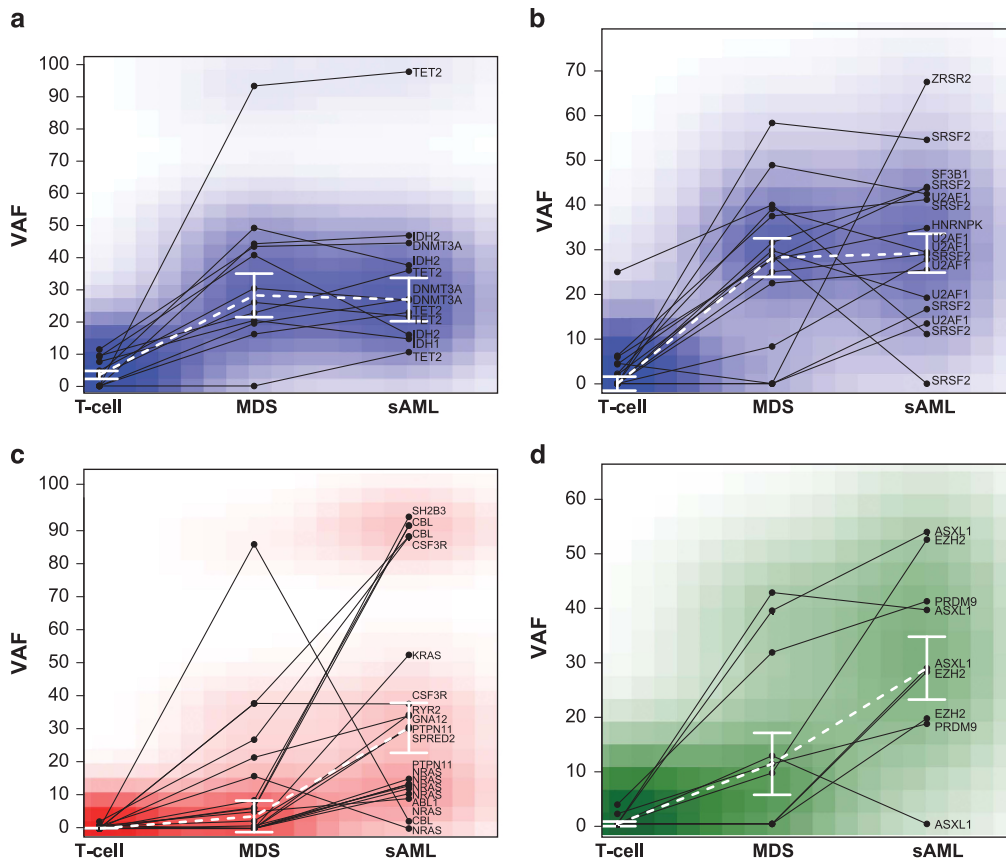 a
100
90
80
70
60
50
40
30
20
10
0
VAF
TET2
IDH2
DNMT3A
IDH2
TET2
DNMT3A
DNMT3A
TET2
TET2
IDH2
IDH1
TET2
T-cell MDS sAML
b
70
60
50
40
30
20
10
0
VAF
ZRSR2
SRSF2
SF3B1
SRSF2
U2AF1
SRSF2
HNRNPK
U2AF1
U2AF1
SRSF2
U2AF1
U2AF1
SRSF2
U2AF1
SRSF2
SRSF2
T-cell MDS sAML
c
100
90
80
70
60
50
40
30
20
10
0
VAF
SH2B3
CBL
CBL
CSF3R
KRAS
CSF3R
RYR2
GNA12
PTPN11
SPRED2
PTPN11
NRAS
NRAS
NRAS
NRAS
ABL1
NRAS
CBL
NRAS
T-cell MDS sAML
d
60
50
40
30
20
10
0
VAF
ASXL1
EZH2
PRDM9
ASXL1
ASXL1
EZH2
EZH2
PRDM9
ASXL1
T-cell MDS sAML